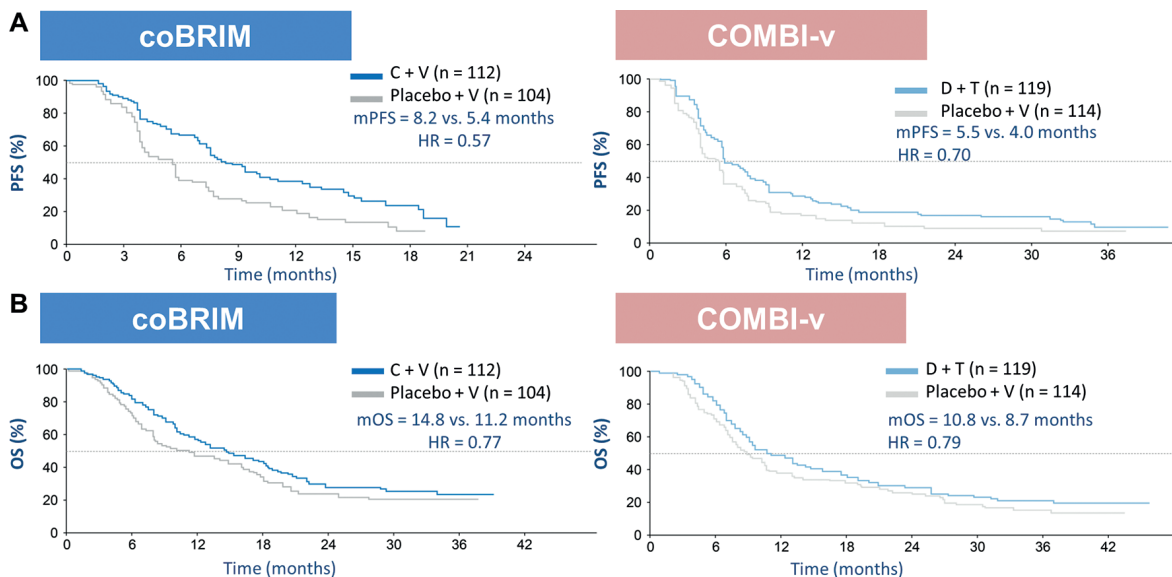 A
coBRIM
COMBI-v
C + V (n = 112)
Placebo + V (n = 104)
mPFS = 8.2 vs. 5.4 months
HR = 0.57
PFS (%)
100
80
60
40
20
0
0 3 6 9 12 15 18 21 24
Time (months)
D + T (n = 119)
Placebo + V (n = 114)
mPFS = 5.5 vs. 4.0 months
HR = 0.70
PFS (%)
100
80
60
40
20
0
0 6 12 18 24 30 36
Time (months)
B
coBRIM
COMBI-v
C + V (n = 112)
Placebo + V (n = 104)
mOS = 14.8 vs. 11.2 months
HR = 0.77
OS (%)
100
80
60
40
20
0
0 6 12 18 24 30 36 42
Time (months)
D + T (n = 119)
Placebo + V (n = 114)
mOS = 10.8 vs. 8.7 months
HR = 0.79
OS (%)
100
80
60
40
20
0
0 6 12 18 24 30 36 42
Time (months)